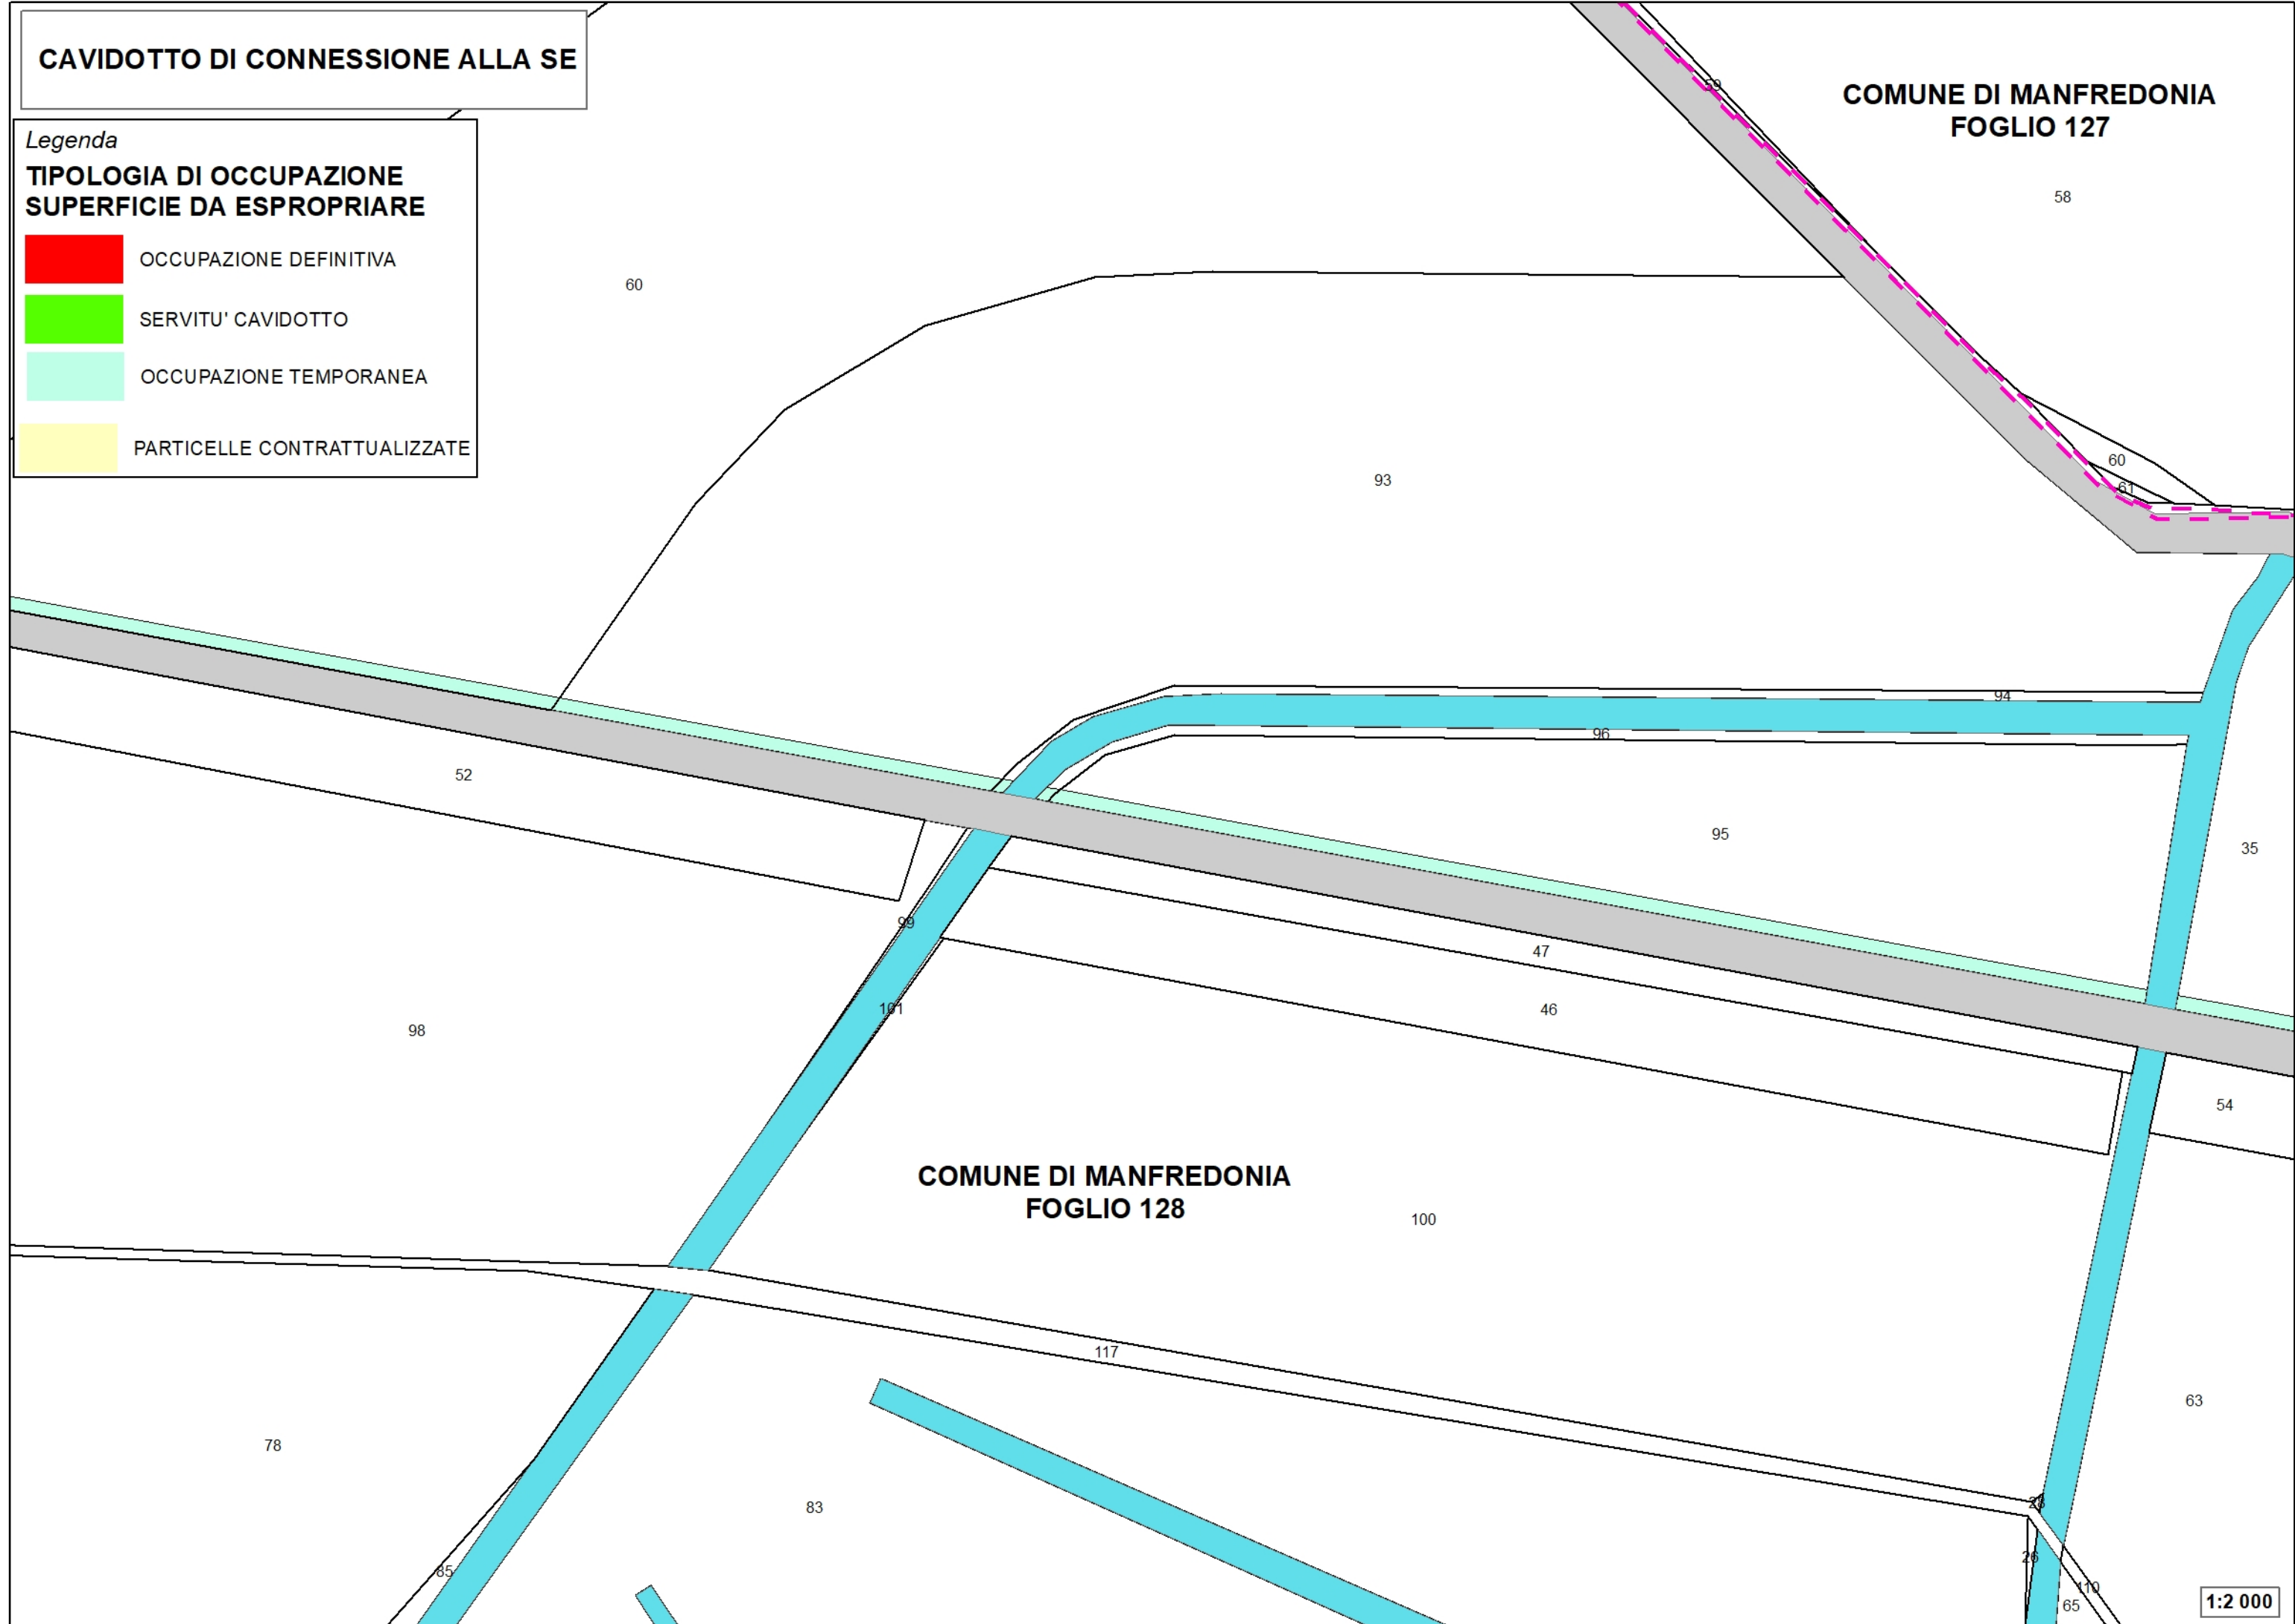 CAVIDOTTO DI CONNESSIONE ALLA SE
Legenda
TIPOLOGIA DI OCCUPAZIONE
SUPERFICIE DA ESPROPRIARE
OCCUPAZIONE DEFINITIVA
SERVITU' CAVIDOTTO
OCCUPAZIONE TEMPORANEA
PARTICELLE CONTRATTUALIZZATE
59
COMUNE DI MANFREDONIA
FOGLIO 127
58
60
93
60
61
94
96
52
95
35
99
47
101
46
98
54
COMUNE DI MANFREDONIA
FOGLIO 128
100
117
63
78
83
28
26
85
110
65
1:2 000